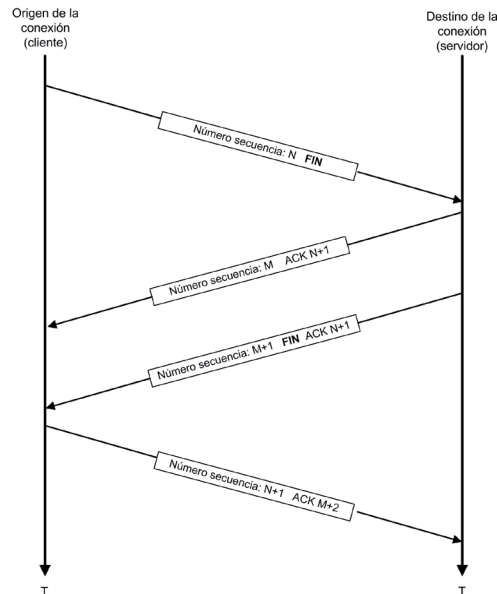 Origen de la
conexión
(cliente)
Destino de la
conexión
(servidor)
Número secuencia: N FIN
Número secuencia: M ACK N+1
Número secuencia: M+1 FIN ACK N+1
Número secuencia: N+1 ACK M+2
T
T